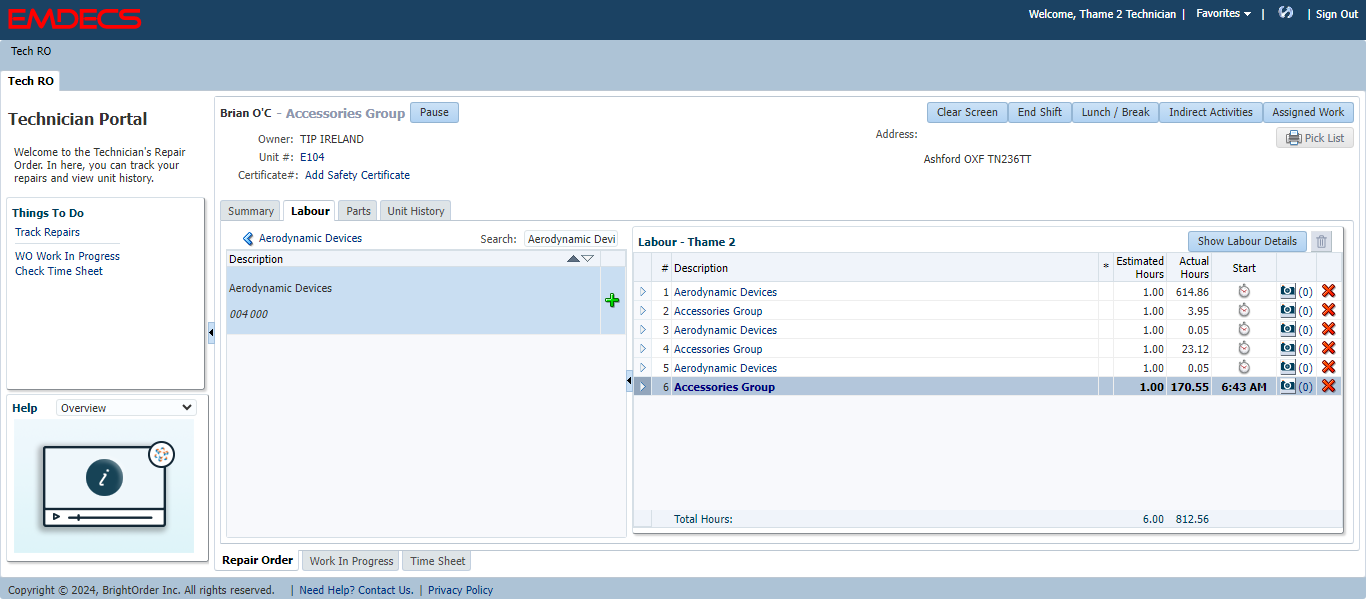 EMDECS
Welcome, Thame 2 Technician | Favorites | | Sign Out
Tech RO
Tech RO
Technician Portal
Welcome to the Technician's Repair
Order. In here, you can track your
repairs and view unit history.
Things To Do
Track Repairs
WO Work In Progress
Check Time Sheet
Help Overview
Brian O'C - Accessories Group Pause
Clear Screen End Shift Lunch / Break Indirect Activities Assigned Work
Pick List
Owner: TIP IRELAND
Unit #: E104
Certificate#: Add Safety Certificate
Address:
Ashford OXF TN236TT
Summary Labour Parts Unit History
Aerodynamic Devices Search: Aerodynamic Devi
Description
Aerodynamic Devices
004 000
Labour - Thame 2 Show Labour Details
# Description * Estimated Hours Actual Hours Start
1 Aerodynamic Devices 1.00 614.86 (0)
2 Accessories Group 1.00 3.95 (0)
3 Aerodynamic Devices 1.00 0.05 (0)
4 Accessories Group 1.00 23.12 (0)
5 Aerodynamic Devices 1.00 0.05 (0)
6 Accessories Group 1.00 170.55 6:43 AM (0)
Total Hours: 6.00 812.56
Repair Order Work In Progress Time Sheet
Copyright © 2024, BrightOrder Inc. All rights reserved. | Need Help? Contact Us. | Privacy Policy